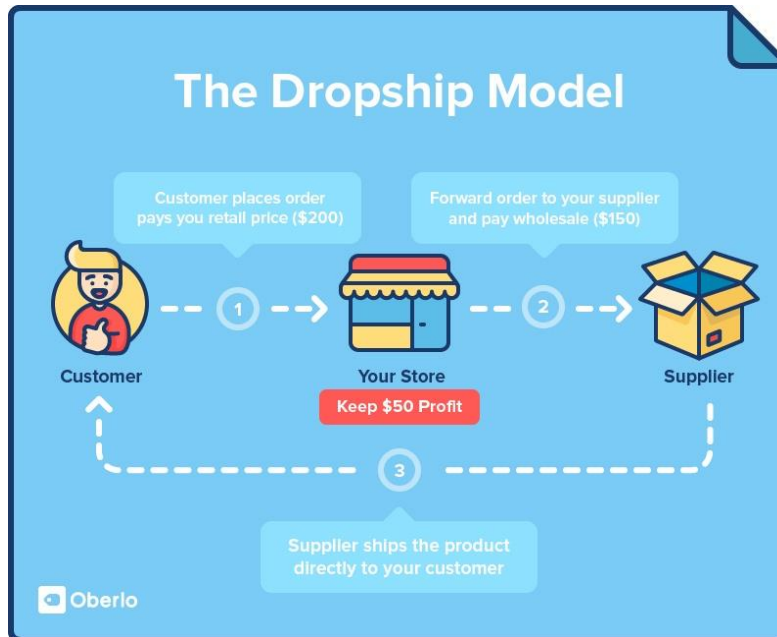 The Dropship Model
Customer places order
pays you retail price ($200)
Forward order to your supplier
and pay wholesale ($150)
1
2
Customer
Your Store
Supplier
Keep $50 Profit
3
Supplier ships the product
directly to your customer
Oberlo